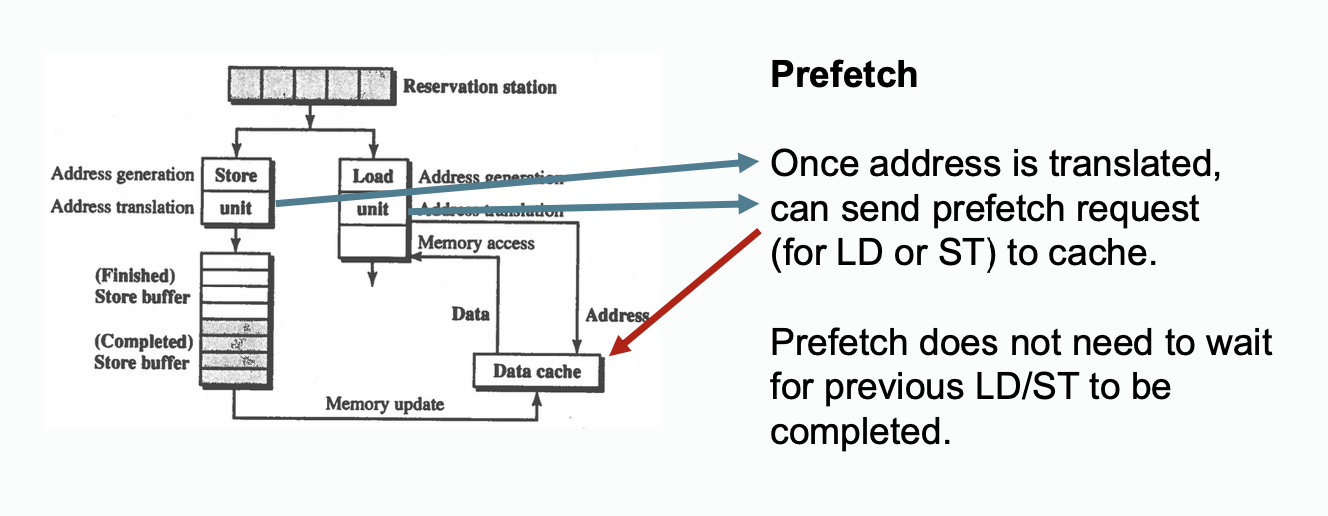 Reservation station
Address generation
Store
Load
Address generation
Address translation
unit
unit
Address translation
Memory access
(Finished)
Store buffer
Data
Address
(Completed)
Store buffer
Data cache
Memory update
Prefetch
Once address is translated,
can send prefetch request
(for LD or ST) to cache.
Prefetch does not need to wait
for previous LD/ST to be
completed.